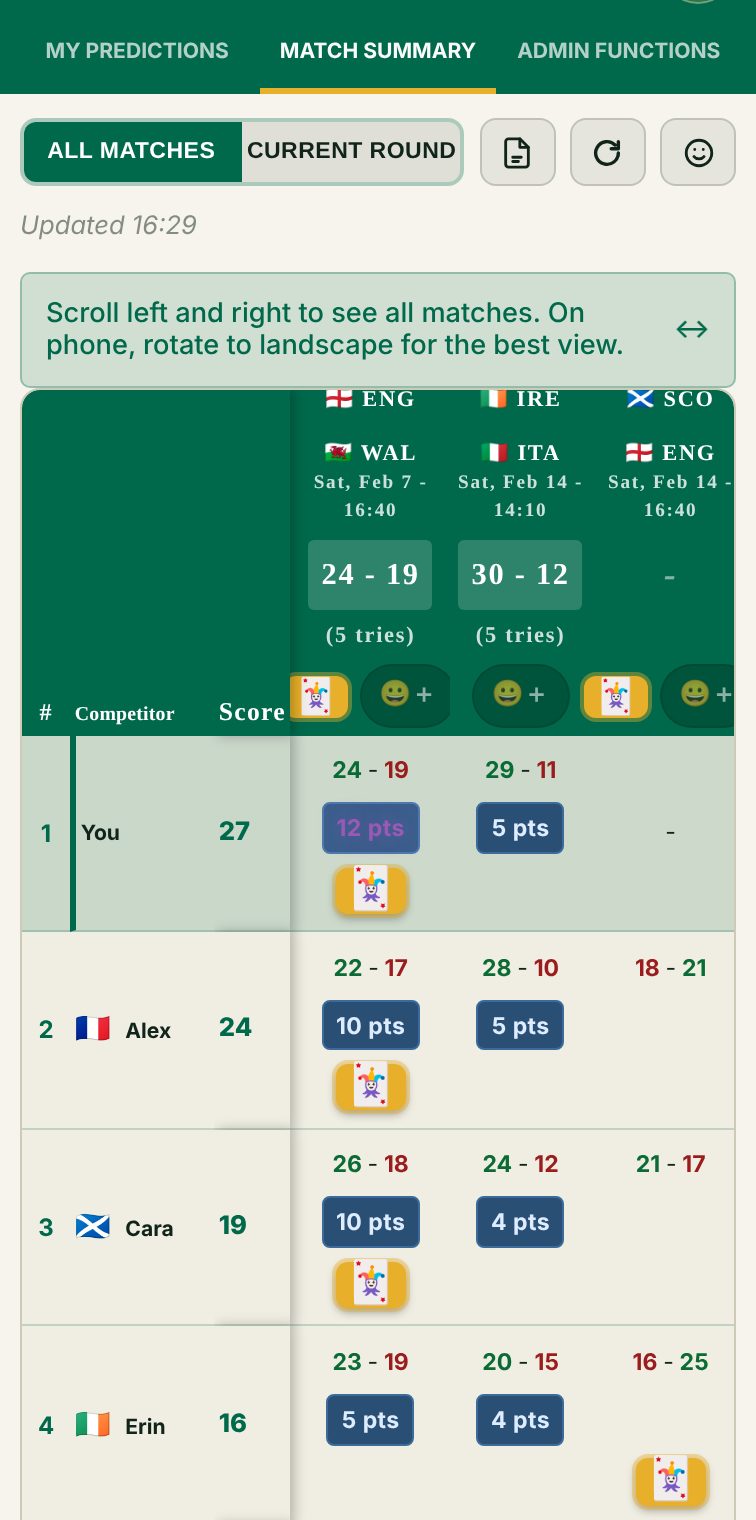 MY PREDICTIONS MATCH SUMMARY ADMIN FUNCTIONS
ALL MATCHES CURRENT ROUND
Updated 16:29
Scroll left and right to see all matches. On
phone, rotate to landscape for the best view.
ENG IRE SCO
WAL ITA ENG
Sat, Feb 7 - Sat, Feb 14 - Sat, Feb 14 -
16:40 14:10 16:40
24 - 19 30 - 12 -
(5 tries) (5 tries)
+ + +
# Competitor Score
24 - 19 29 - 11
1 You 27 12 pts 5 pts -
22 - 17 28 - 10 18 - 21
2 Alex 24 10 pts 5 pts
26 - 18 24 - 12 21 - 17
3 Cara 19 10 pts 4 pts
23 - 19 20 - 15 16 - 25
4 Erin 16 5 pts 4 pts